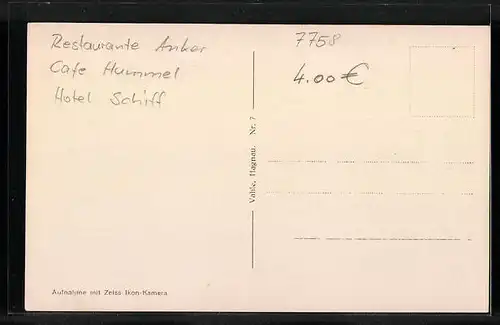 Restaurante Anker
Cafe Hummel
Hotel Schiff
7758
4.00€
Vahle, Hagnau. Nr. 7
Aufnahme mit Zeiss-Ikon-Kamera